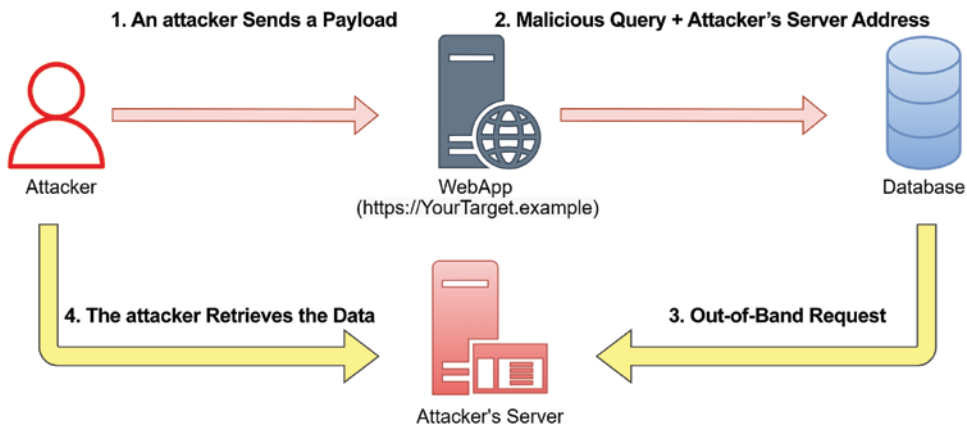 1. An attacker Sends a Payload
2. Malicious Query + Attacker's Server Address
Attacker
WebApp
(https://YourTarget.example)
Database
4. The attacker Retrieves the Data
3. Out-of-Band Request
Attacker's Server